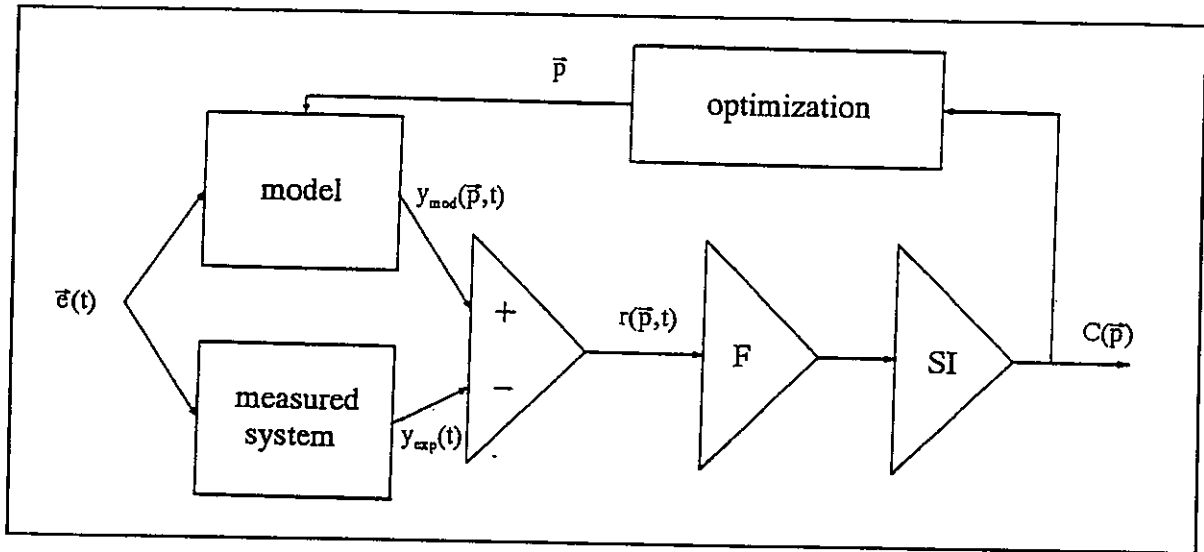 p⃗
optimization
model
y_mod(p⃗,t)
e⃗(t)
+
−
r(p⃗,t)
F
SI
C(p⃗)
measured
system
y_exp(t)